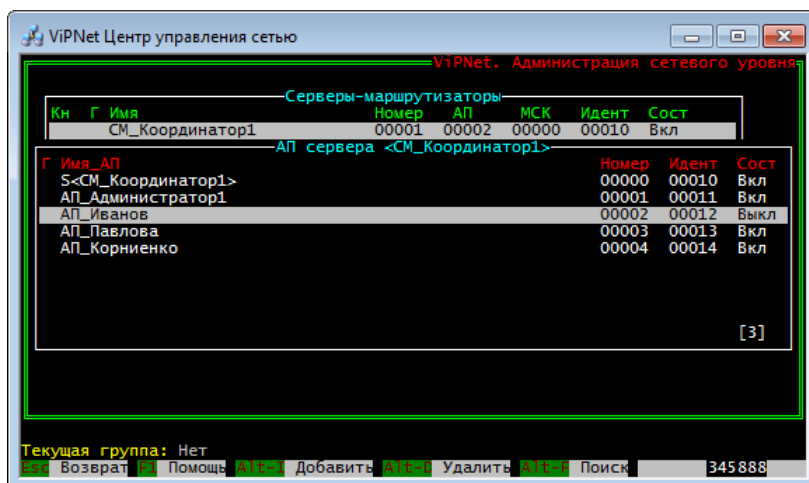 ViPNet Центр управления сетью
ViPNet. Администрация сетевого уровня
Серверы-маршрутизаторы
Кн Г Имя Номер АП МСК Идент Сост
СМ_Координатор1 00001 00002 00000 00010 Вкл
АП сервера <СМ_Координатор1>
Г Имя_АП Номер Идент Сост
S<СМ_Координатор1> 00000 00010 Вкл
АП_Администратор1 00001 00011 Вкл
АП_Иванов 00002 00012 Выкл
АП_Павлова 00003 00013 Вкл
АП_Корниенко 00004 00014 Вкл
[3]
Текущая группа: Нет
Esc Возврат F1 Помощь Alt-I Добавить Alt-D Удалить Alt-F Поиск 345888